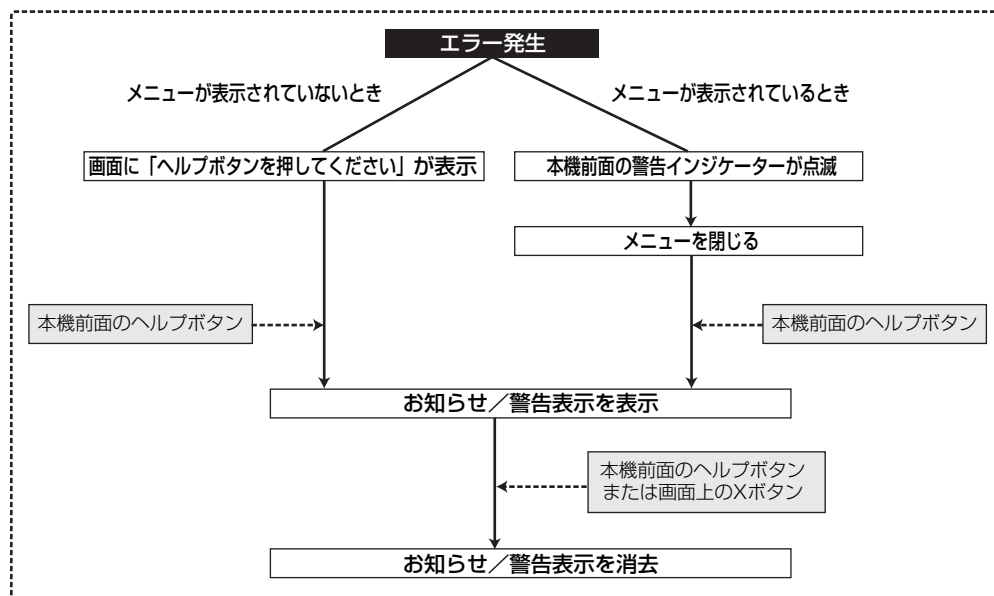 エラー発生
メニューが表示されていないとき
メニューが表示されているとき
画面に「ヘルプボタンを押してください」が表示
本機前面の警告インジケーターが点滅
メニューを閉じる
本機前面のヘルプボタン
本機前面のヘルプボタン
お知らせ／警告表示を表示
本機前面のヘルプボタン
または画面上のXボタン
お知らせ／警告表示を消去